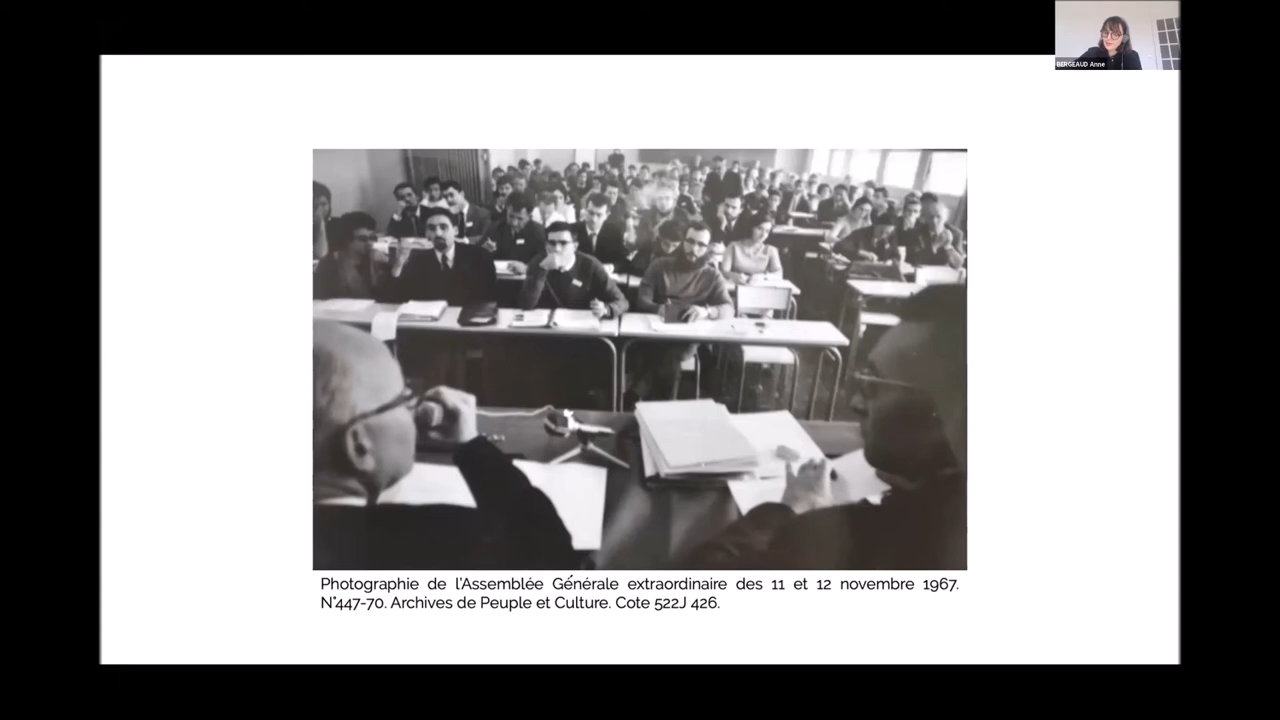 BERGEAUD Anne
Photographie de l'Assemblée Générale extraordinaire des 11 et 12 novembre 1967.
N°447-70. Archives de Peuple et Culture. Cote 522J 426.